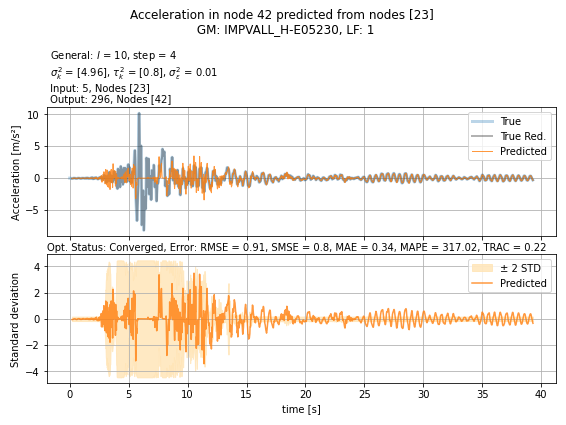 Acceleration in node 42 predicted from nodes [23]
GM: IMPVALL_H-E05230, LF: 1
General: l = 10, step = 4
σ²ₖ = [4.96], τ²ₖ = [0.8], σ²ε = 0.01
Input: 5, Nodes [23]
Output: 296, Nodes [42]
Acceleration [m/s²]
10
5
0
−5
True
True Red.
Predicted
Opt. Status: Converged, Error: RMSE = 0.91, SMSE = 0.8, MAE = 0.34, MAPE = 317.02, TRAC = 0.22
Standard deviation
4
2
0
−2
−4
± 2 STD
Predicted
0 5 10 15 20 25 30 35 40
time [s]